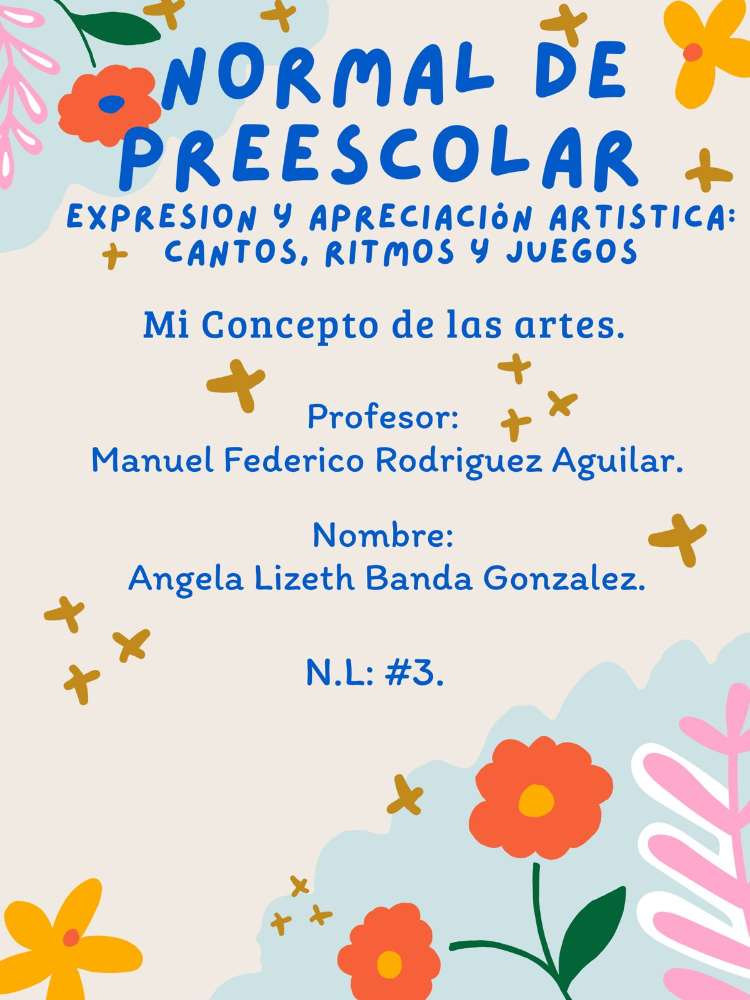 NORMAL DE
PREESCOLAR
EXPRESION Y APRECIACIÓN ARTISTICA:
CANTOS, RITMOS Y JUEGOS
Mi Concepto de las artes.
Profesor:
Manuel Federico Rodriguez Aguilar.
Nombre:
Angela Lizeth Banda Gonzalez.
N.L: #3.